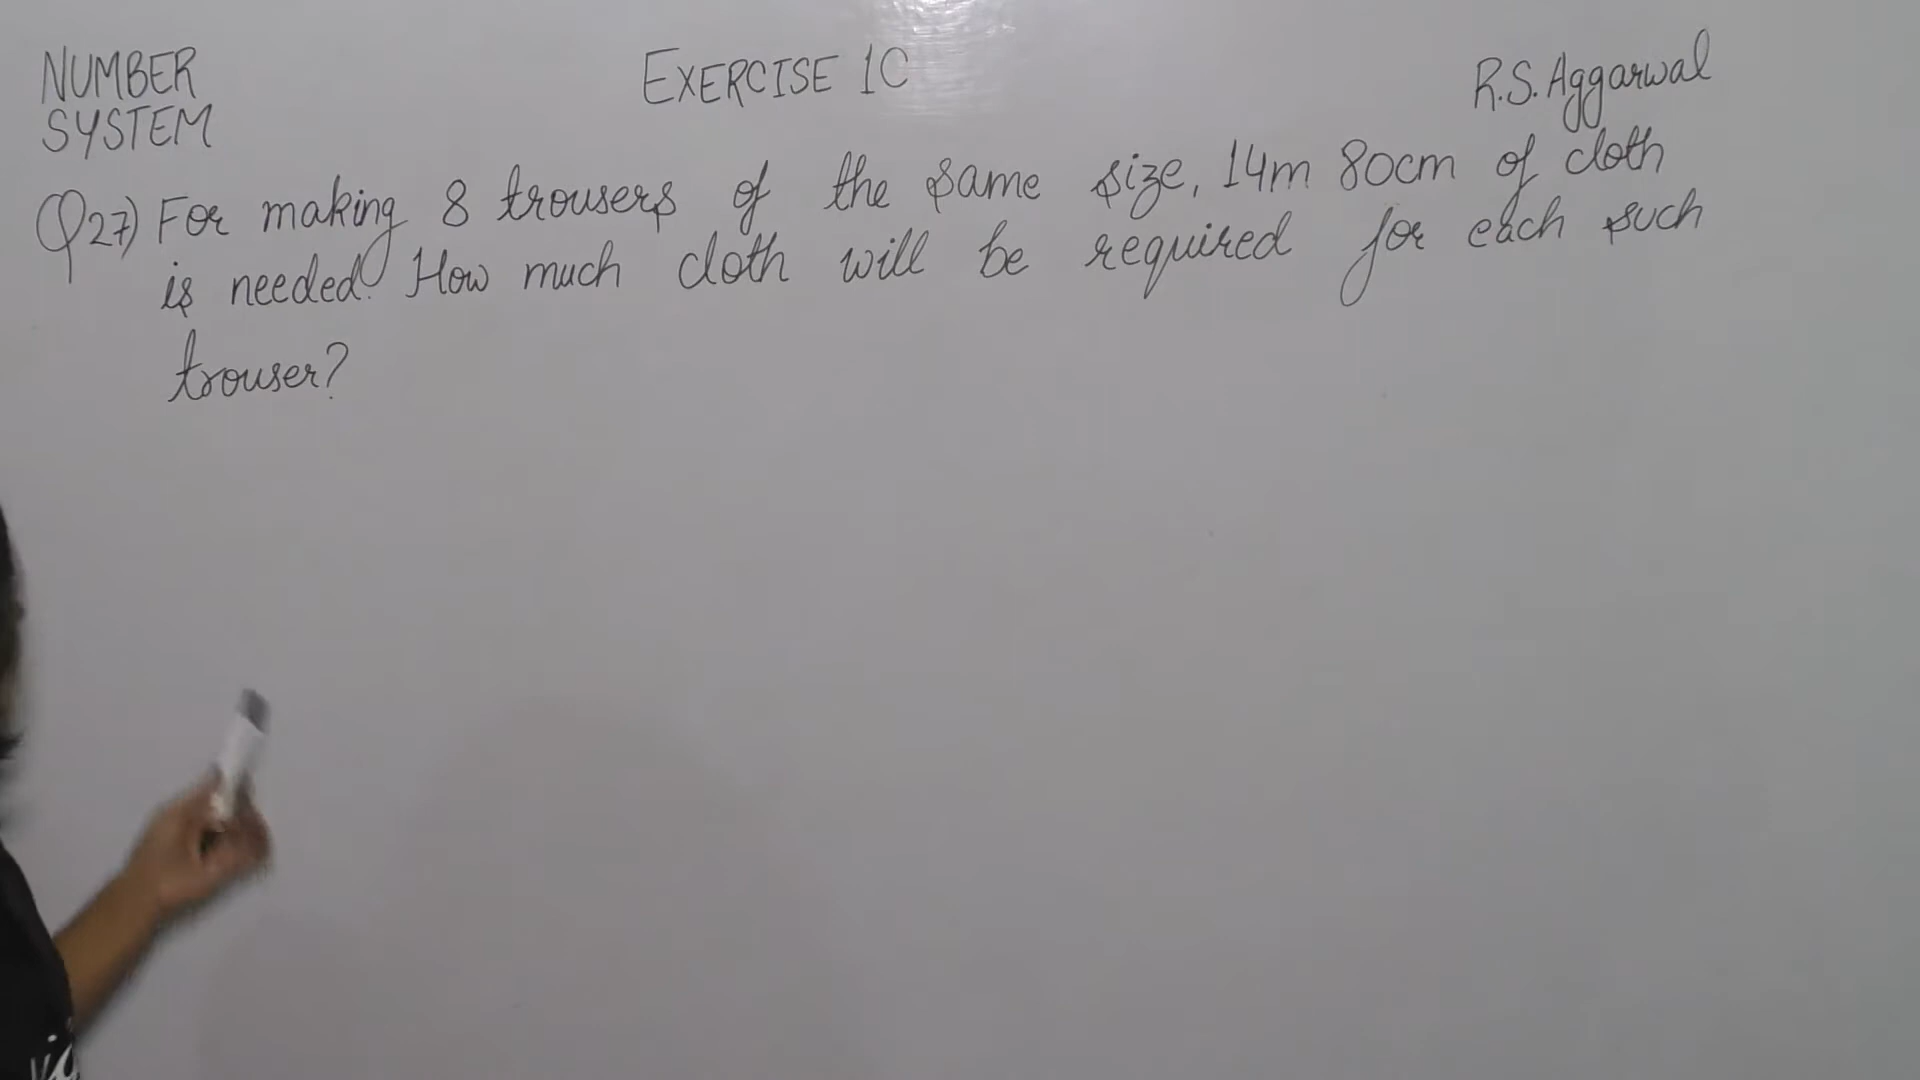 NUMBER
SYSTEM
EXERCISE 1C
R.S. Aggarwal
Q27) For making 8 trousers of the same size, 14m 80cm of cloth
is needed. How much cloth will be required for each such
trouser?